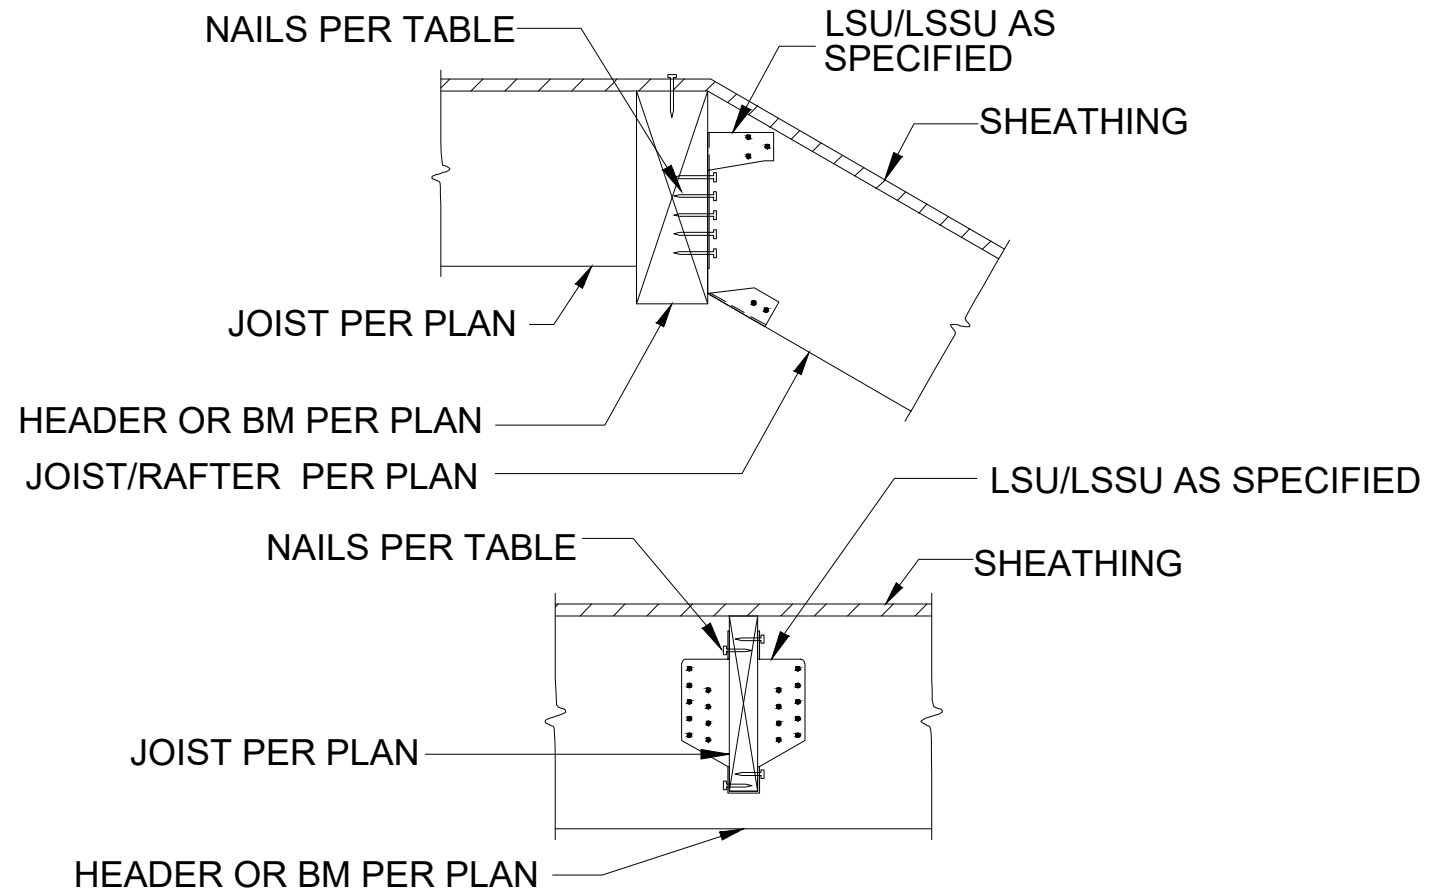 NAILS PER TABLE
LSU/LSSU AS
SPECIFIED
SHEATHING
JOIST PER PLAN
HEADER OR BM PER PLAN
JOIST/RAFTER  PER PLAN
LSU/LSSU AS SPECIFIED
NAILS PER TABLE
SHEATHING
JOIST PER PLAN
HEADER OR BM PER PLAN